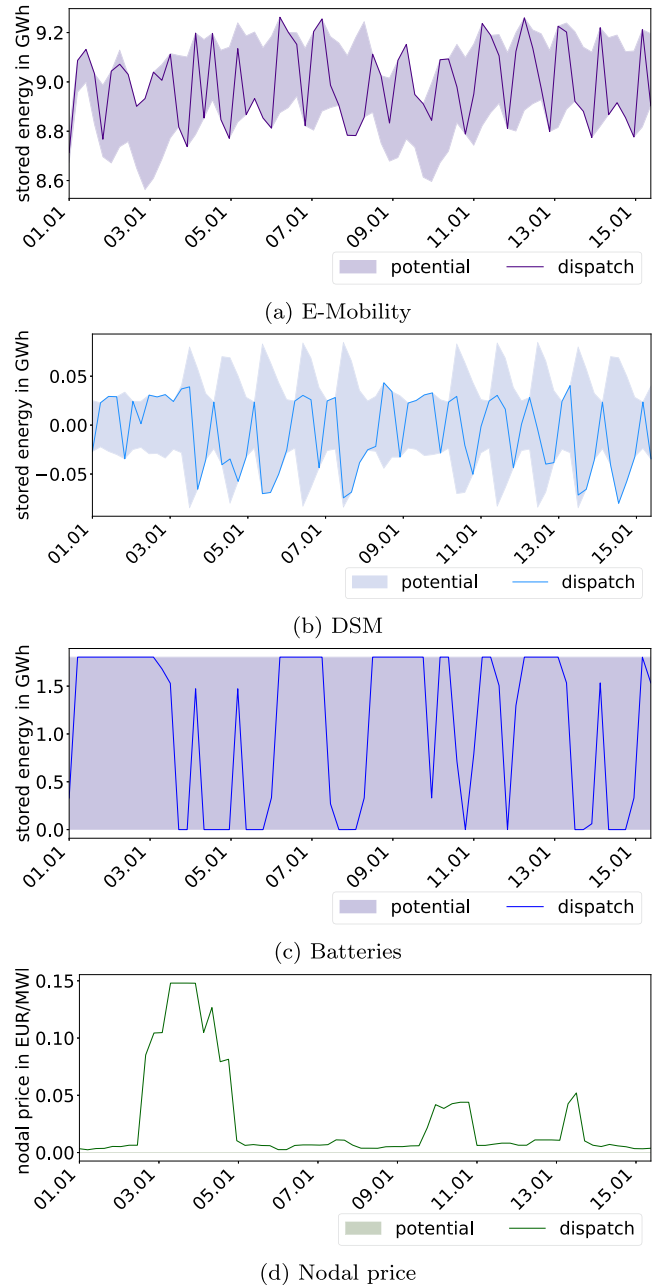 stored energy in GWh
9.2
9.0
8.8
8.6
01.01 03.01 05.01 07.01 09.01 11.01 13.01 15.01
potential dispatch
(a) E-Mobility
stored energy in GWh
0.05
0.00
−0.05
01.01 03.01 05.01 07.01 09.01 11.01 13.01 15.01
potential dispatch
(b) DSM
stored energy in GWh
1.5
1.0
0.5
0.0
01.01 03.01 05.01 07.01 09.01 11.01 13.01 15.01
potential dispatch
(c) Batteries
nodal price in EUR/MWl
0.15
0.10
0.05
0.00
01.01 03.01 05.01 07.01 09.01 11.01 13.01 15.01
potential dispatch
(d) Nodal price